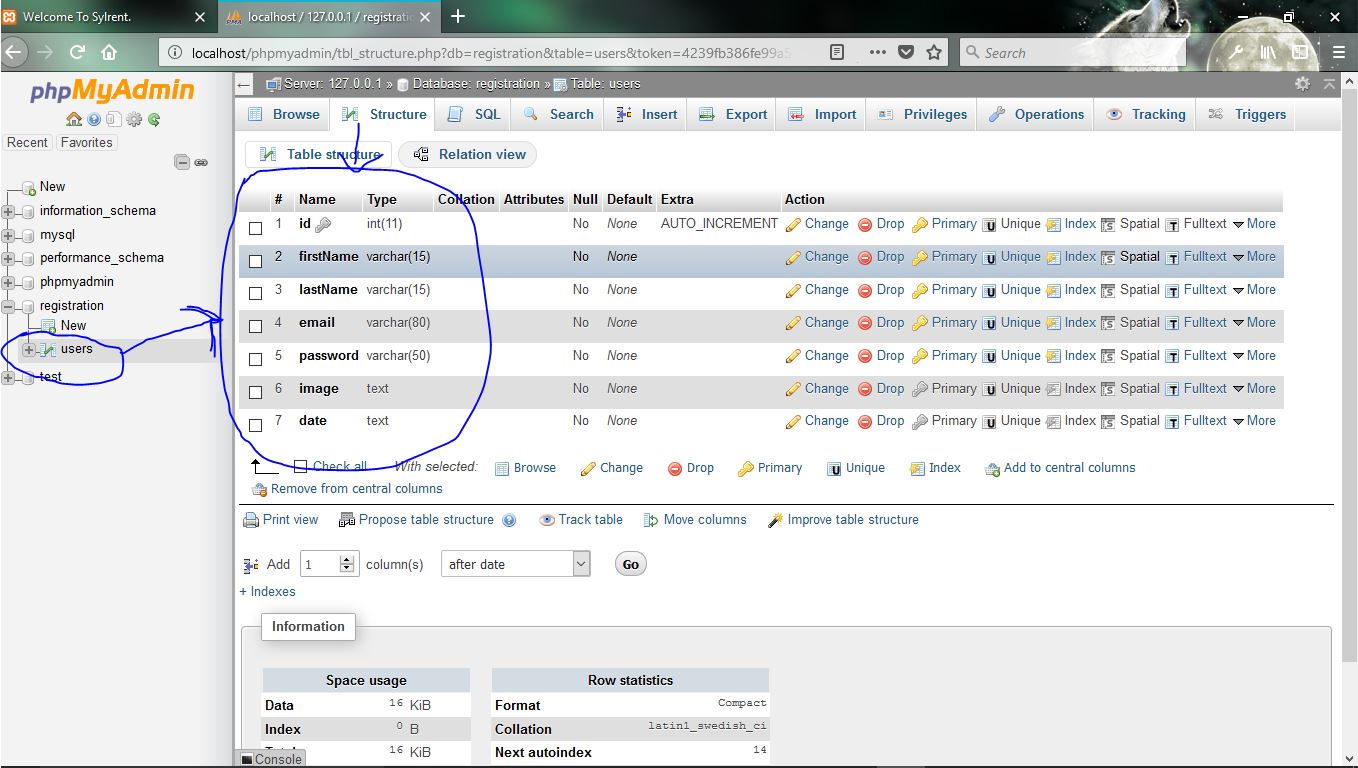 Welcome To Sylrent.
localhost / 127.0.0.1 / registratio
localhost/phpmyadmin/tbl_structure.php?db=registration&table=users&token=4239fb386fe99a5
Search
phpMyAdmin
Recent Favorites
New
information_schema
mysql
performance_schema
phpmyadmin
registration
New
users
test
Server: 127.0.0.1 » Database: registration » Table: users
Browse Structure SQL Search Insert Export Import Privileges Operations Tracking Triggers
Table structure Relation view
# Name Type Collation Attributes Null Default Extra Action
1 id int(11) No None AUTO_INCREMENT Change Drop Primary Unique Index Spatial Fulltext More
2 firstName varchar(15) No None Change Drop Primary Unique Index Spatial Fulltext More
3 lastName varchar(15) No None Change Drop Primary Unique Index Spatial Fulltext More
4 email varchar(80) No None Change Drop Primary Unique Index Spatial Fulltext More
5 password varchar(50) No None Change Drop Primary Unique Index Spatial Fulltext More
6 image text No None Change Drop Primary Unique Index Spatial Fulltext More
7 date text No None Change Drop Primary Unique Index Spatial Fulltext More
Check all With selected: Browse Change Drop Primary Unique Index Add to central columns
Remove from central columns
Print view Propose table structure Track table Move columns Improve table structure
Add 1 column(s) after date Go
+ Indexes
Information
Space usage
Data 16 KiB
Index 0 B
16 KiB
Row statistics
Format Compact
Collation latin1_swedish_ci
Next autoindex 14
Console